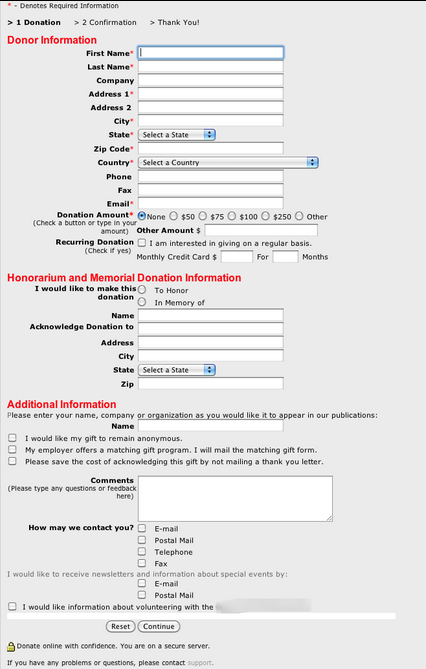 * - Denotes Required Information
> 1 Donation > 2 Confirmation > Thank You!
Donor Information
First Name*
Last Name*
Company
Address 1*
Address 2
City*
State* Select a State
Zip Code*
Country* Select a Country
Phone
Fax
Email*
Donation Amount* None $50 $75 $100 $250 Other
(Check a button or type in your
amount) Other Amount $
Recurring Donation I am interested in giving on a regular basis.
(Check if yes)
Monthly Credit Card $ For Months
Honorarium and Memorial Donation Information
I would like to make this To Honor
donation
In Memory of
Name
Acknowledge Donation to
Address
City
State Select a State
Zip
Additional Information
Please enter your name, company or organization as you would like it to appear in our publications:
Name
I would like my gift to remain anonymous.
My employer offers a matching gift program. I will mail the matching gift form.
Please save the cost of acknowledging this gift by not mailing a thank you letter.
Comments
(Please type any questions or feedback
here)
How may we contact you? E-mail
Postal Mail
Telephone
Fax
I would like to receive newsletters and information about special events by:
E-mail
Postal Mail
I would like information about volunteering with the
Reset Continue
Donate online with confidence. You are on a secure server.
If you have any problems or questions, please contact support.